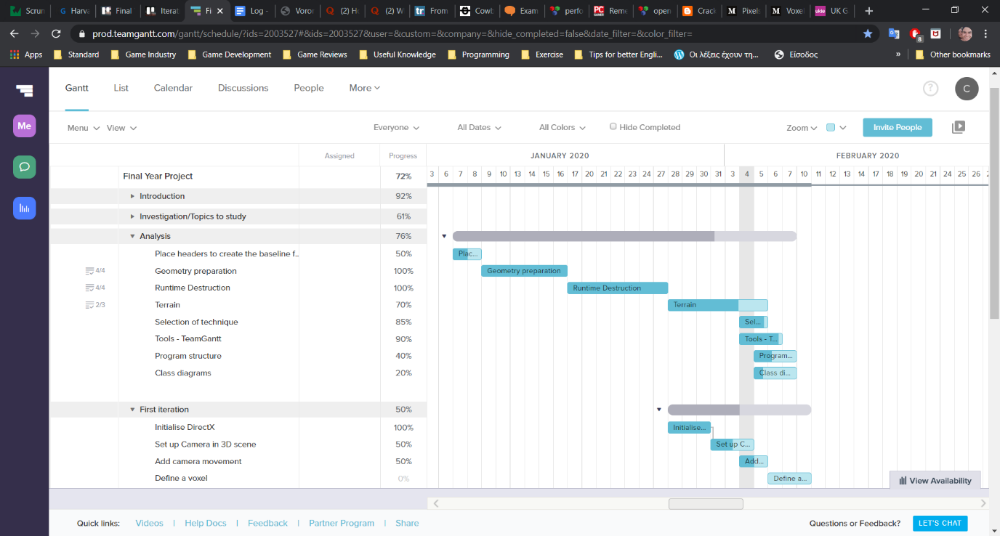 Scrun
Harva
Final
Iterati
Fi
Log -
Voror
(2) Ho
(2) W
From
Cowb
Exam
perfo
Reme
open
Crack
Pixels
Voxel
UK G
prod.teamgantt.com/gantt/schedule/?ids=2003527#&ids=2003527&user=&custom=&company=&hide_completed=false&date_filter=&color_filter=
8
Apps Standard Game Industry Game Development Game Reviews Useful Knowledge Programming Exercise Tips for better Engli... Οι λέξεις έχουν τη... Είσοδος » Other bookmarks
Gantt List Calendar Discussions People More ? C
Me
Menu View Everyone All Dates All Colors Hide Completed Zoom Invite People
Assigned Progress JANUARY 2020 FEBRUARY 2020
3 6 7 8 9 10 13 14 15 16 17 20 21 22 23 24 27 28 29 30 31 3 4 5 6 7 10 11 12 13 14 17 18 19 20 21 24 25 26
Final Year Project 72%
Introduction 92%
Investigation/Topics to study 61%
Analysis 76%
Place headers to create the baseline f.. 50% Plac...
4/4 Geometry preparation 100% Geometry preparation
4/4 Runtime Destruction 100% Runtime Destruction
2/3 Terrain 70% Terrain
Selection of technique 85% Sel...
Tools - TeamGantt 90% Tools - T...
Program structure 40% Program...
Class diagrams 20% Class di...
First iteration 50%
Initialise DirectX 100% Initialise...
Set up Camera in 3D scene 50% Set up C...
Add camera movement 50% Add...
Define a voxel 0% Define a...
View Availability
Quick links: Videos | Help Docs | Feedback | Partner Program | Share Questions or Feedback? LET'S CHAT